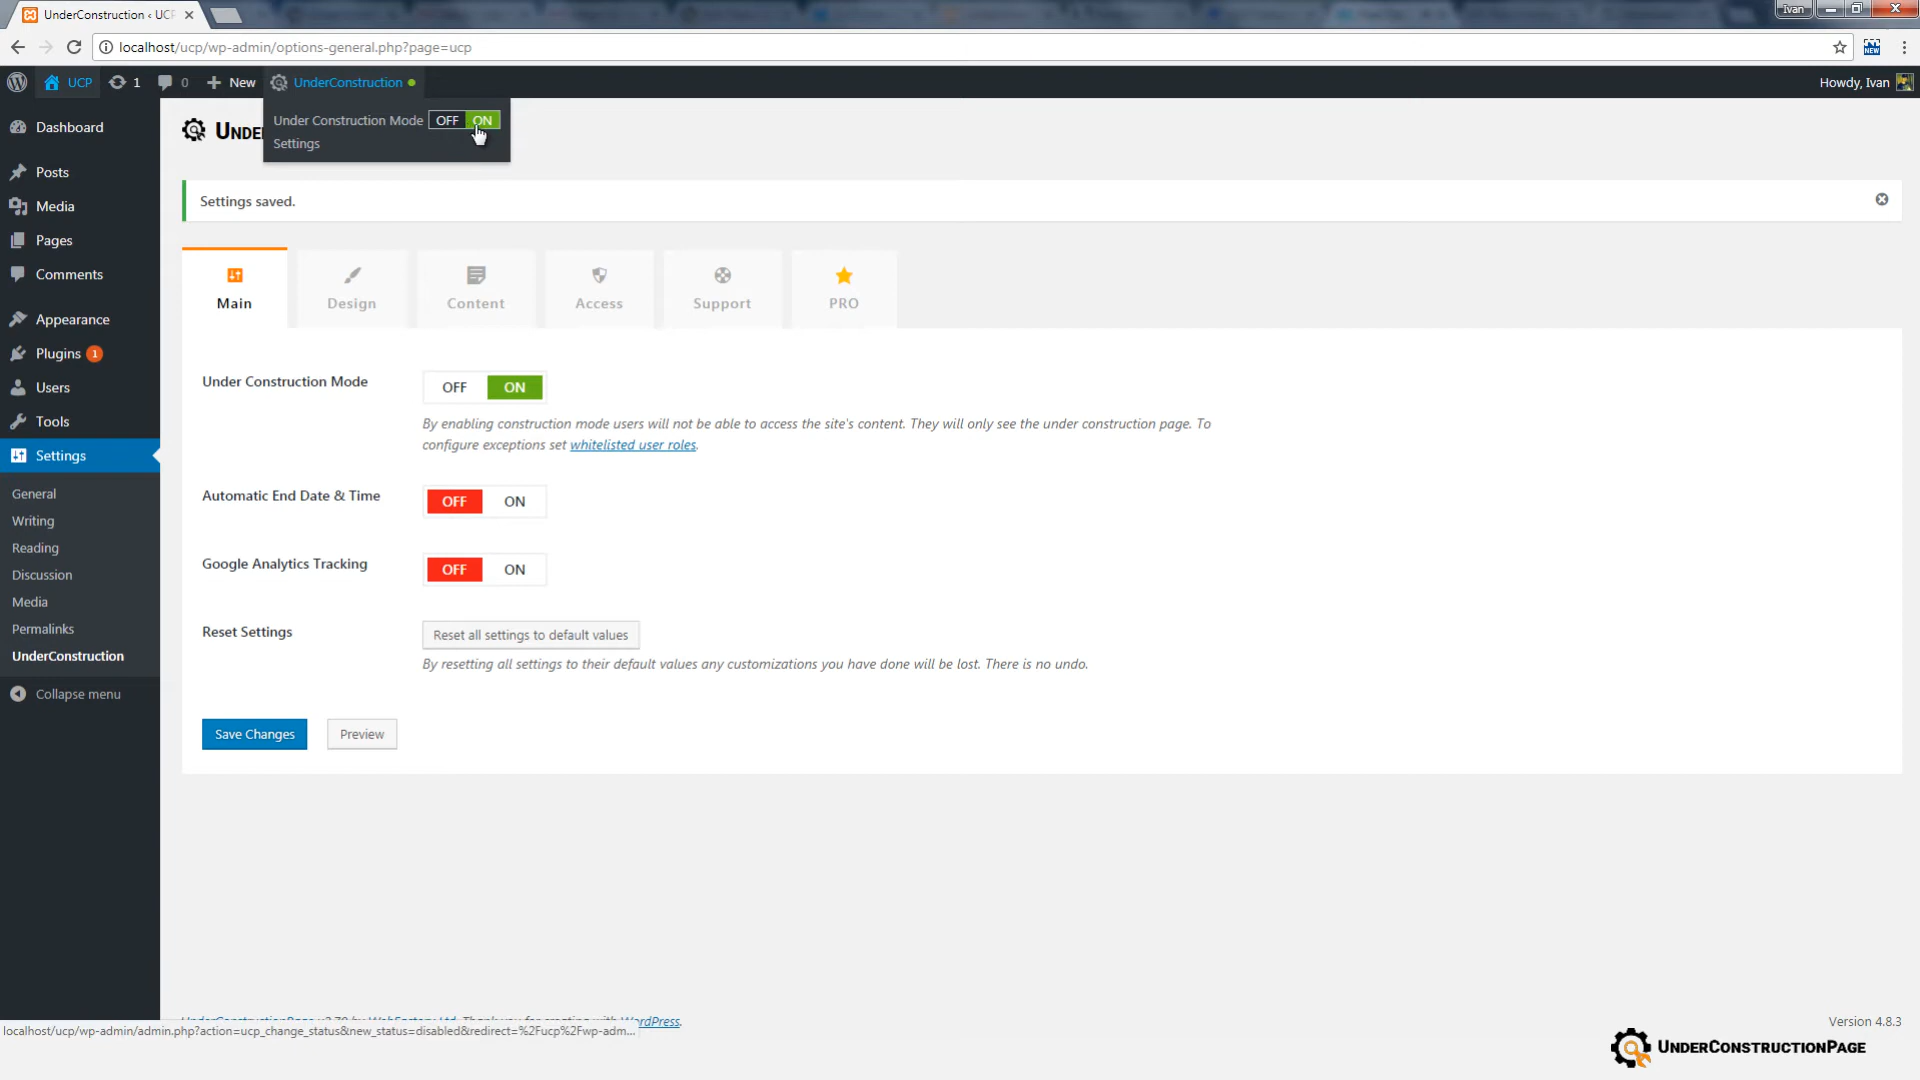 UnderConstruction ‹ UCP
Ivan
localhost/ucp/wp-admin/options-general.php?page=ucp
NEW
UCP 1 0 New UnderConstruction
Howdy, Ivan
Under Construction Mode OFF ON
Settings
UNDE
Dashboard
Posts
Media
Pages
Comments
Appearance
Plugins 1
Users
Tools
Settings
General
Writing
Reading
Discussion
Media
Permalinks
UnderConstruction
Collapse menu
Settings saved.
Main
Design
Content
Access
Support
PRO
Under Construction Mode
OFF ON
By enabling construction mode users will not be able to access the site's content. They will only see the under construction page. To
configure exceptions set whitelisted user roles.
Automatic End Date & Time
OFF ON
Google Analytics Tracking
OFF ON
Reset Settings
Reset all settings to default values
By resetting all settings to their default values any customizations you have done will be lost. There is no undo.
Save Changes
Preview
WordPress.
Version 4.8.3
localhost/ucp/wp-admin/admin.php?action=ucp_change_status&new_status=disabled&redirect=%2Fucp%2Fwp-adm...
UNDERCONSTRUCTIONPAGE